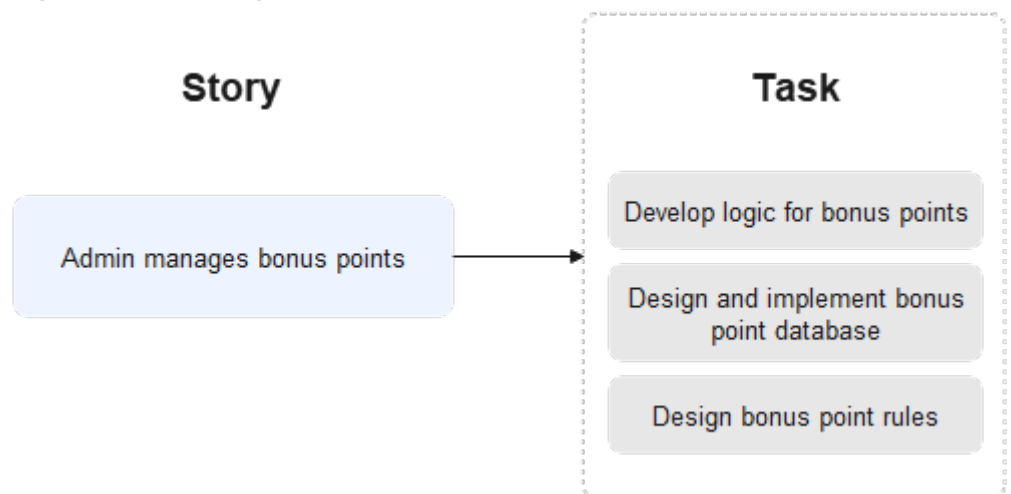 Story
Task
Admin manages bonus points
Develop logic for bonus points
Design and implement bonus
point database
Design bonus point rules